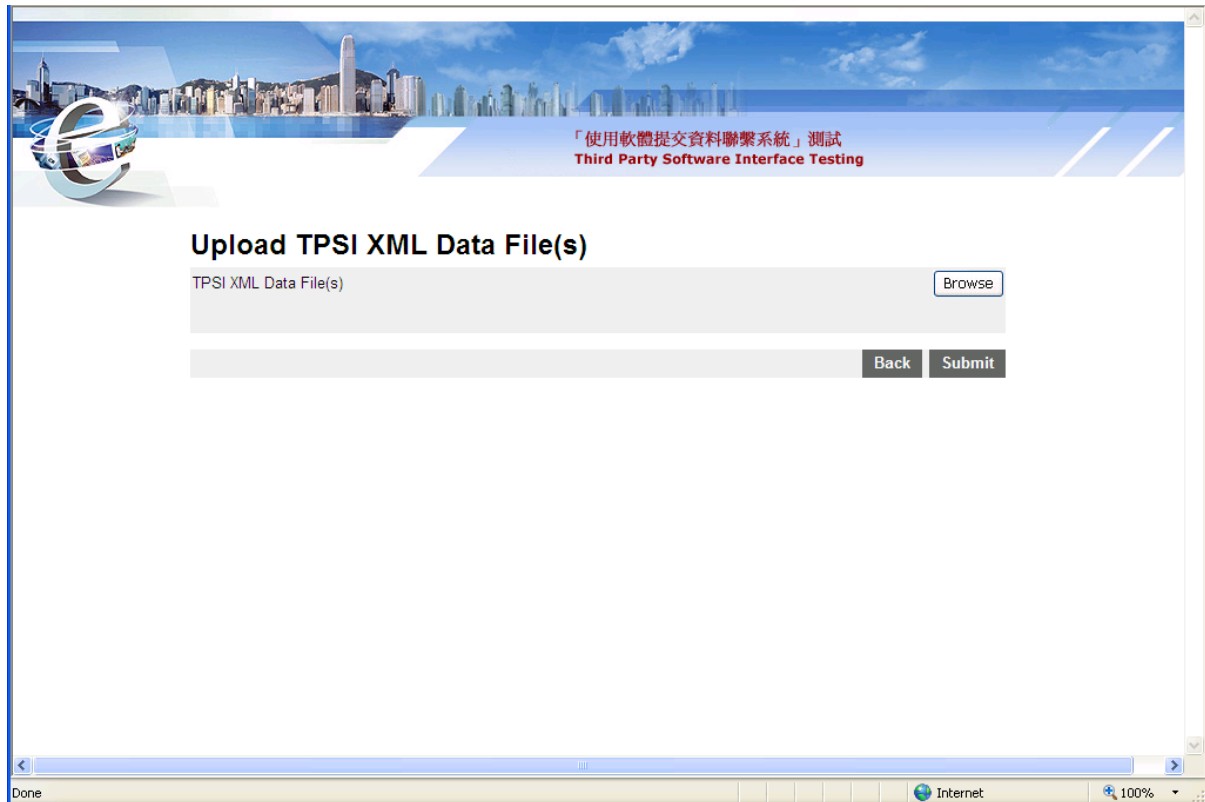 「使用軟體提交資料聯繫系統」測試
Third Party Software Interface Testing
Upload TPSI XML Data File(s)
TPSI XML Data File(s) Browse
Back Submit
Done Internet 100%